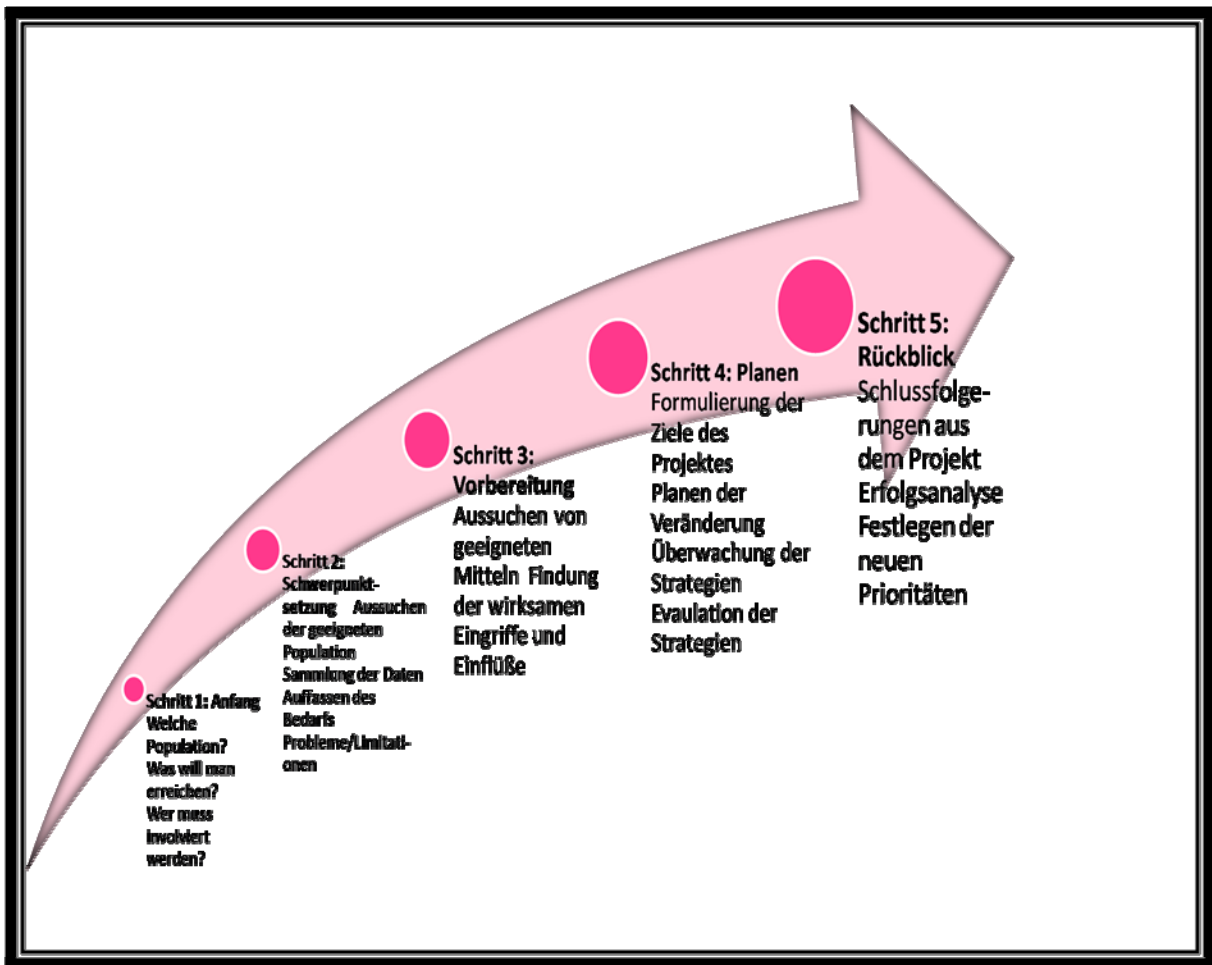 Schritt 1: Anfang
Welche
Population?
Was will man
erreichen?
Wer muss
involviert
werden?
Schritt 2:
Schwerpunkt-
setzung Aussuchen
der geeigneten
Population
Sammlung der Daten
Auffassen des
Bedarfs
Probleme/Limitati-
onen
Schritt 3:
Vorbereitung
Aussuchen von
geeigneten
Mitteln Findung
der wirksamen
Eingriffe und
Einflüße
Schritt 4: Planen
Formulierung der
Ziele des
Projektes
Planen der
Veränderung
Überwachung der
Strategien
Evaulation der
Strategien
Schritt 5:
Rückblick
Schlussfolge-
rungen aus
dem Projekt
Erfolgsanalyse
Festlegen der
neuen
Prioritäten